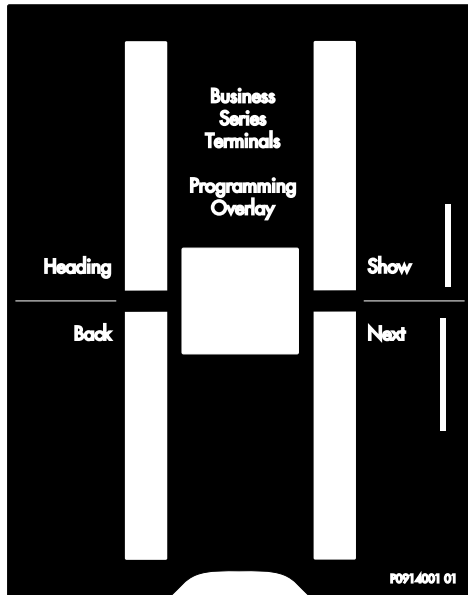 Business
Series
Terminals
Programming
Overlay
Heading
Show
Back
Next
P0914001 01